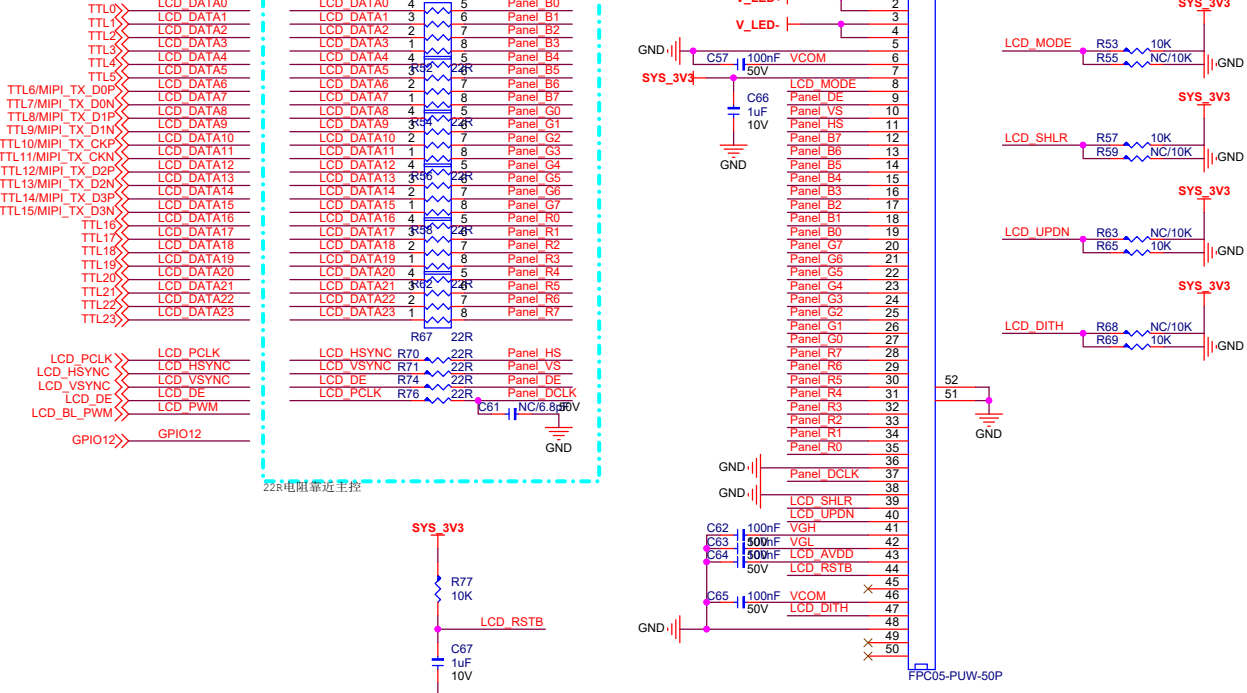 TTL0 LCD_DATA0 LCD_DATA0 4 5 Panel_B0
TTL1 LCD_DATA1 LCD_DATA1 3 6 Panel_B1
TTL2 LCD_DATA2 LCD_DATA2 2 7 Panel_B2
TTL3 LCD_DATA3 LCD_DATA3 1 8 Panel_B3
TTL4 LCD_DATA4 LCD_DATA4 4 5 Panel_B4
R52 22R
TTL5 LCD_DATA5 LCD_DATA5 3 6 Panel_B5
TTL6/MIPI_TX_D0P LCD_DATA6 LCD_DATA6 2 7 Panel_B6
TTL7/MIPI_TX_D0N LCD_DATA7 LCD_DATA7 1 8 Panel_B7
TTL8/MIPI_TX_D1P LCD_DATA8 LCD_DATA8 4 5 Panel_G0
R54 22R
TTL9/MIPI_TX_D1N LCD_DATA9 LCD_DATA9 3 6 Panel_G1
TTL10/MIPI_TX_CKP LCD_DATA10 LCD_DATA10 2 7 Panel_G2
TTL11/MIPI_TX_CKN LCD_DATA11 LCD_DATA11 1 8 Panel_G3
TTL12/MIPI_TX_D2P LCD_DATA12 LCD_DATA12 4 5 Panel_G4
R56 22R
TTL13/MIPI_TX_D2N LCD_DATA13 LCD_DATA13 3 6 Panel_G5
TTL14/MIPI_TX_D3P LCD_DATA14 LCD_DATA14 2 7 Panel_G6
TTL15/MIPI_TX_D3N LCD_DATA15 LCD_DATA15 1 8 Panel_G7
TTL16 LCD_DATA16 LCD_DATA16 4 5 Panel_R0
R58 22R
TTL17 LCD_DATA17 LCD_DATA17 3 6 Panel_R1
TTL18 LCD_DATA18 LCD_DATA18 2 7 Panel_R2
TTL19 LCD_DATA19 LCD_DATA19 1 8 Panel_R3
TTL20 LCD_DATA20 LCD_DATA20 4 5 Panel_R4
R62 22R
TTL21 LCD_DATA21 LCD_DATA21 3 6 Panel_R5
TTL22 LCD_DATA22 LCD_DATA22 2 7 Panel_R6
TTL23 LCD_DATA23 LCD_DATA23 1 8 Panel_R7
R67 22R
LCD_PCLK LCD_PCLK LCD_HSYNC R70 22R Panel_HS
LCD_HSYNC LCD_HSYNC LCD_VSYNC R71 22R Panel_VS
LCD_VSYNC LCD_VSYNC LCD_DE R74 22R Panel_DE
LCD_DE LCD_DE LCD_PCLK R76 22R Panel_DCLK
LCD_BL_PWM LCD_PWM C61 NC/6.8pF 50V
GPIO12 GPIO12
GND
22R电阻靠近主控
SYS_3V3
R77
10K
LCD_RSTB
C67
1uF
10V
2
V_LED- 3
4
GND 5
C57 100nF VCOM 6
50V
SYS_3V3 7
LCD_MODE 8
C66 Panel_DE 9
1uF Panel_VS 10
10V Panel_HS 11
Panel_B7 12
Panel_B6 13
GND Panel_B5 14
Panel_B4 15
Panel_B3 16
Panel_B2 17
Panel_B1 18
Panel_B0 19
Panel_G7 20
Panel_G6 21
Panel_G5 22
Panel_G4 23
Panel_G3 24
Panel_G2 25
Panel_G1 26
Panel_G0 27
Panel_R7 28
Panel_R6 29
Panel_R5 30
Panel_R4 31
Panel_R3 32
Panel_R2 33
Panel_R1 34
Panel_R0 35
GND 36
Panel_DCLK 37
GND 38
LCD_SHLR 39
LCD_UPDN 40
C62 100nF VGH 41
C63 100nF 50V VGL 42
C64 100nF 50V LCD_AVDD 43
50V LCD_RSTB 44
45
C65 100nF VCOM 46
50V LCD_DITH 47
GND 48
49
50
FPC05-PUW-50P
52
51
GND
SYS_3V3
LCD_MODE R53 10K
R55 NC/10K GND
SYS_3V3
LCD_SHLR R57 10K
R59 NC/10K GND
SYS_3V3
LCD_UPDN R63 NC/10K
R65 10K GND
SYS_3V3
LCD_DITH R68 NC/10K
R69 10K GND